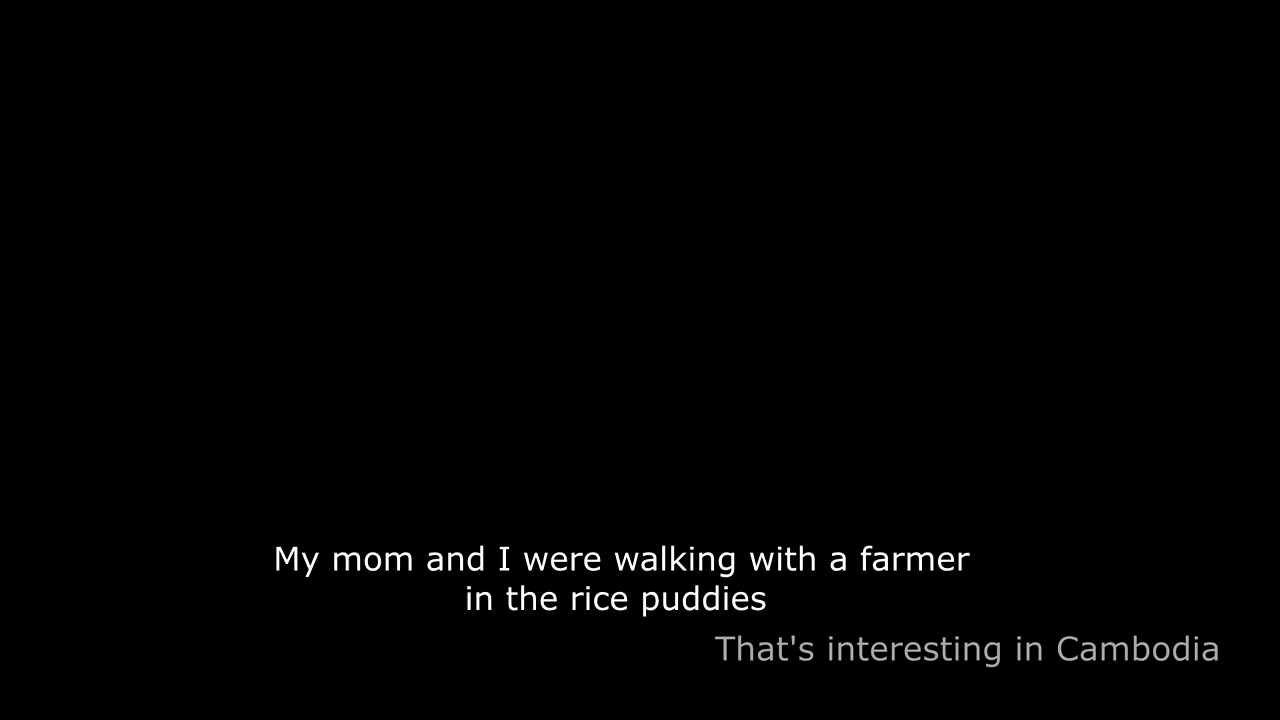 My mom and I were walking with a farmer
in the rice puddies
That's interesting in Cambodia